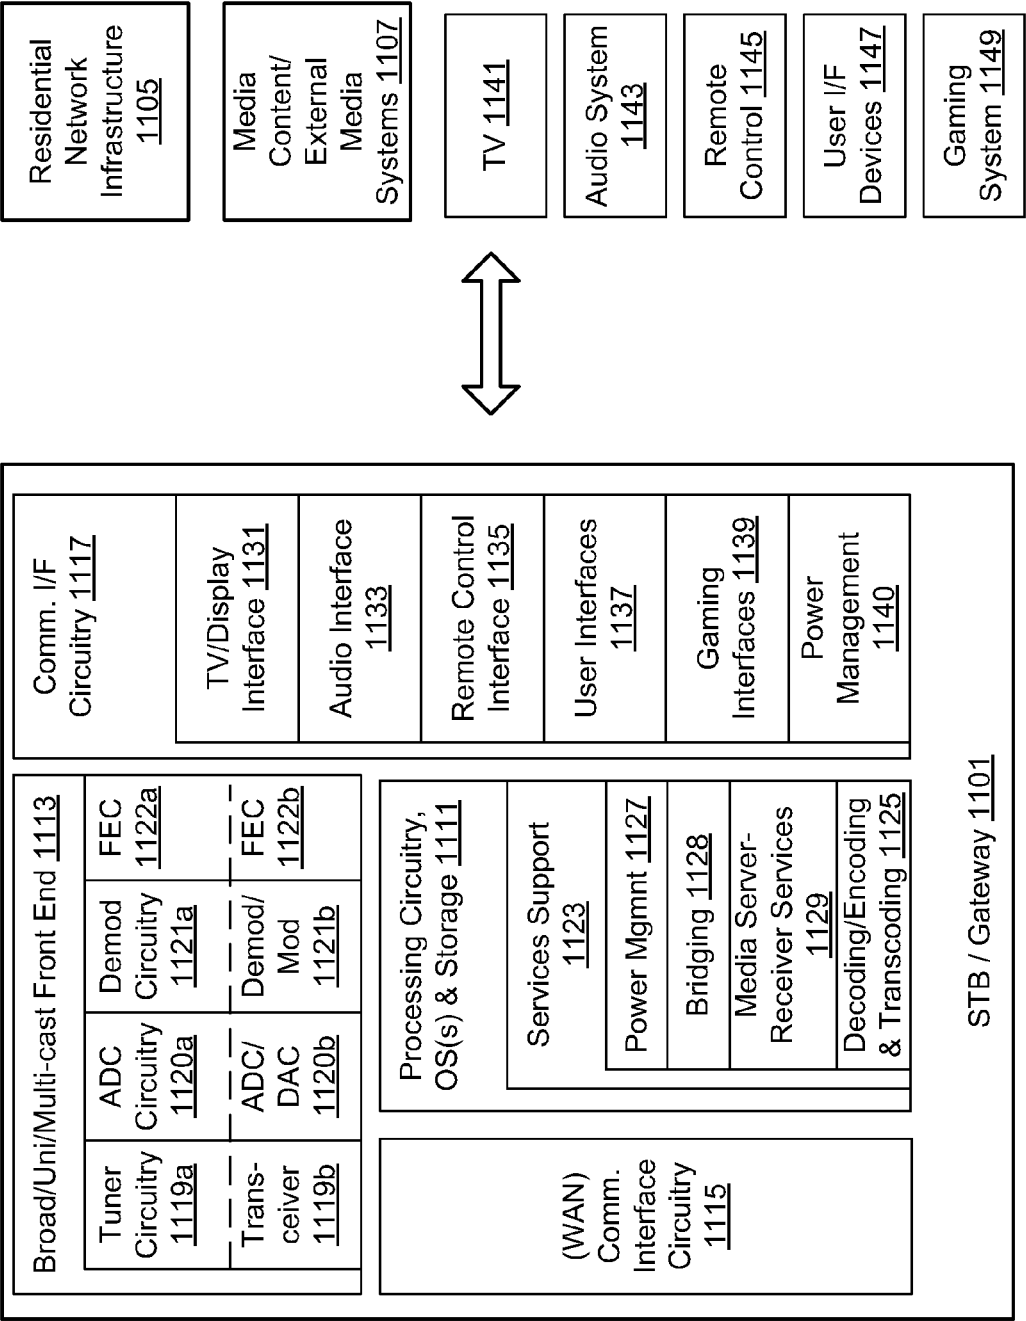 Broad/Uni/Multi-cast Front End 1113
Tuner
Circuitry
1119a
ADC
Circuitry
1120a
Demod
Circuitry
1121a
FEC
1122a
Trans-
ceiver
1119b
ADC/
DAC
1120b
Demod/
Mod
1121b
FEC
1122b
(WAN)
Comm.
Interface
Circuitry
1115
Processing Circuitry,
OS(s) & Storage 1111
Services Support
1123
Power Mgmnt 1127
Bridging 1128
Media Server-
Receiver Services
1129
Decoding/Encoding
& Transcoding 1125
Comm. I/F
Circuitry 1117
TV/Display
Interface 1131
Audio Interface
1133
Remote Control
Interface 1135
User Interfaces
1137
Gaming
Interfaces 1139
Power
Management
1140
STB / Gateway 1101
Residential
Network
Infrastructure
1105
Media
Content/
External
Media
Systems 1107
TV 1141
Audio System
1143
Remote
Control 1145
User I/F
Devices 1147
Gaming
System 1149